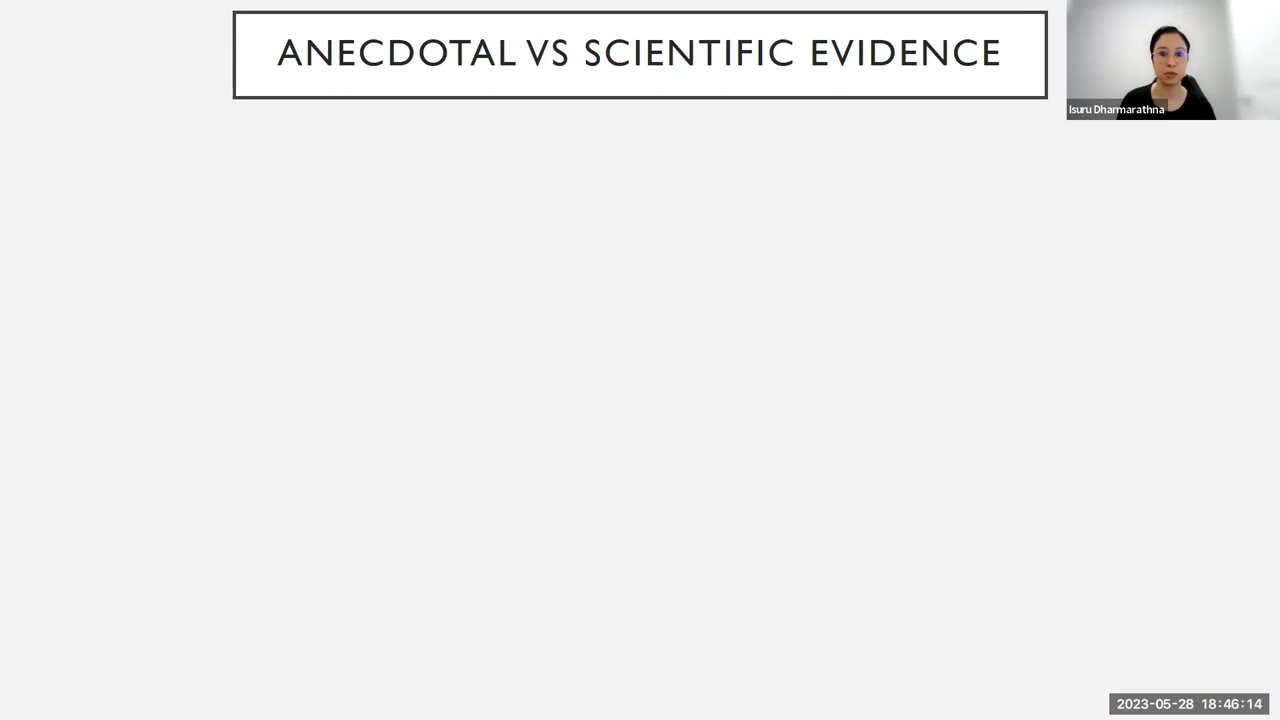 ANECDOTAL VS SCIENTIFIC EVIDENCE
Isuru Dharmarathna
2023-05-28 18:46:14